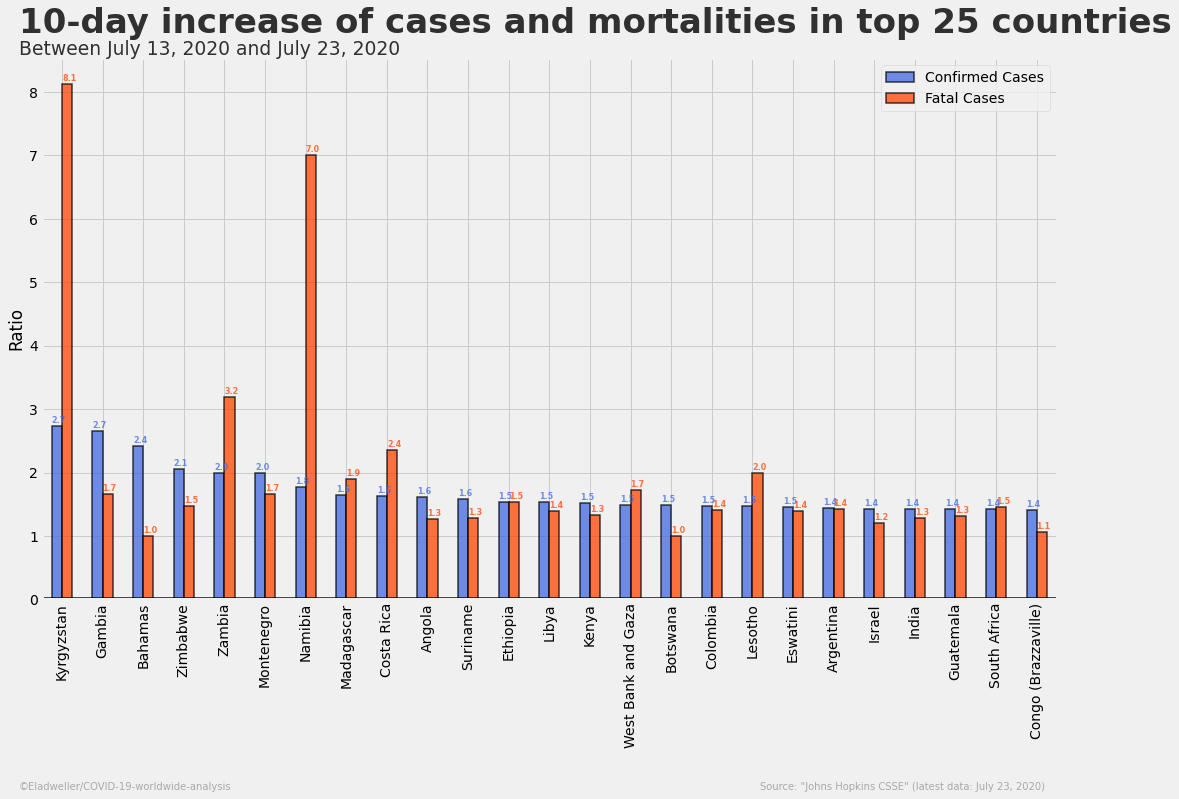 10-day increase of cases and mortalities in top 25 countries
Between July 13, 2020 and July 23, 2020
Confirmed Cases
Fatal Cases
Ratio
8
7
6
5
4
3
2
1
0
2.7 8.1
2.7 1.7
2.4 1.0
2.1 1.5
3.2
2.0 1.7
7.0
1.9
2.4
1.6 1.3
1.6 1.3
1.5 1.5
1.5 1.4
1.5 1.3
1.7
1.5 1.0
1.5 1.4
2.0
1.5 1.4
1.4 1.4
1.4 1.2
1.4 1.3
1.4 1.3
1.4 1.5
1.4 1.1
Kyrgyzstan
Gambia
Bahamas
Zimbabwe
Zambia
Montenegro
Namibia
Madagascar
Costa Rica
Angola
Suriname
Ethiopia
Libya
Kenya
West Bank and Gaza
Botswana
Colombia
Lesotho
Eswatini
Argentina
Israel
India
Guatemala
South Africa
Congo (Brazzaville)
©Eladweller/COVID-19-worldwide-analysis
Source: "Johns Hopkins CSSE" (latest data: July 23, 2020)